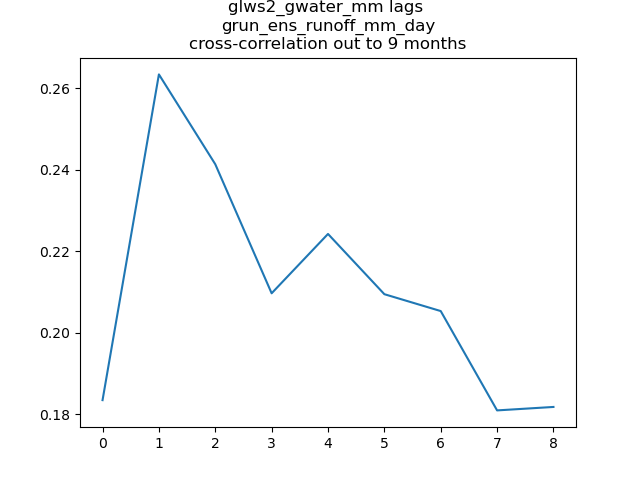 glws2_gwater_mm lags
grun_ens_runoff_mm_day
cross-correlation out to 9 months
0.26
0.24
0.22
0.20
0.18
0 1 2 3 4 5 6 7 8